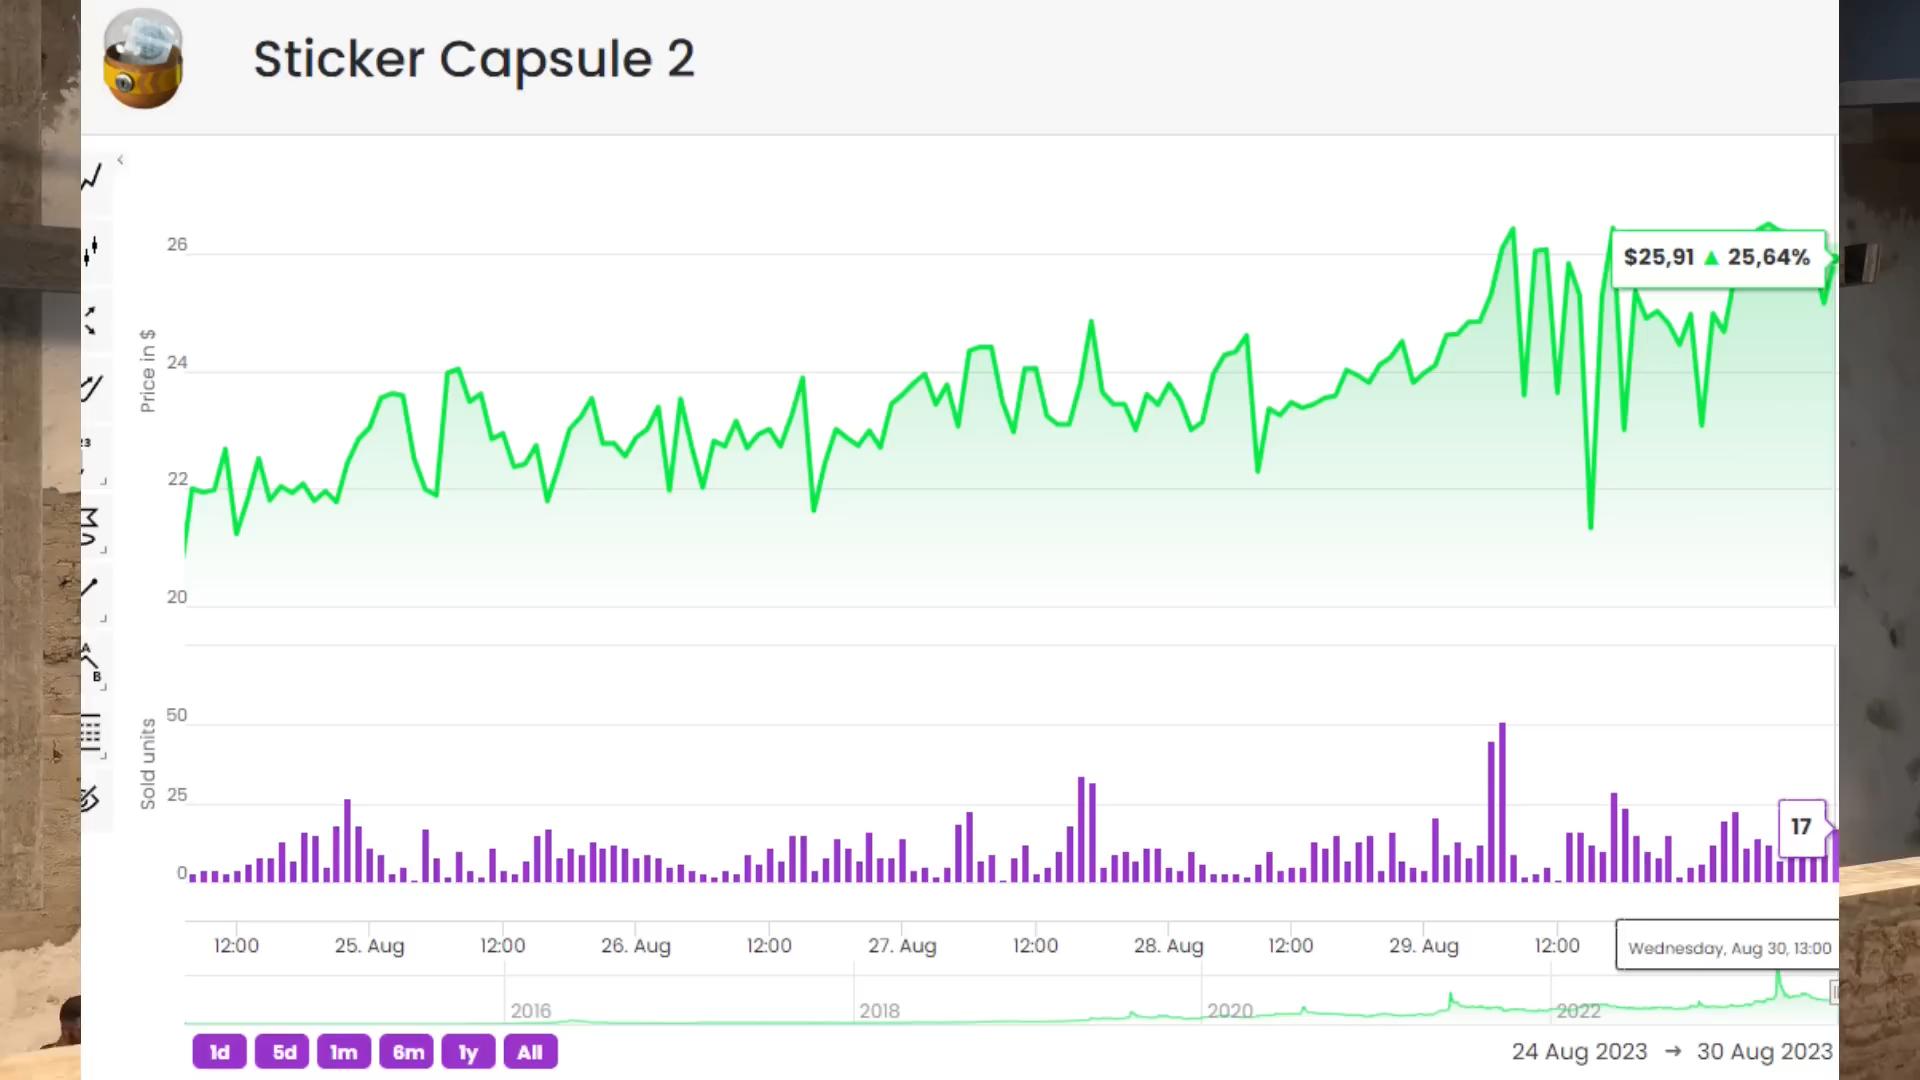 Sticker Capsule 2
26
24
22
20
Price in $
$25,91 ▲ 25,64%
50
25
0
Sold units
17
12:00 25. Aug 12:00 26. Aug 12:00 27. Aug 12:00 28. Aug 12:00 29. Aug 12:00
Wednesday, Aug 30, 13:00
2016 2018 2020 2022
1d 5d 1m 6m 1y All
24 Aug 2023 → 30 Aug 2023
A
B